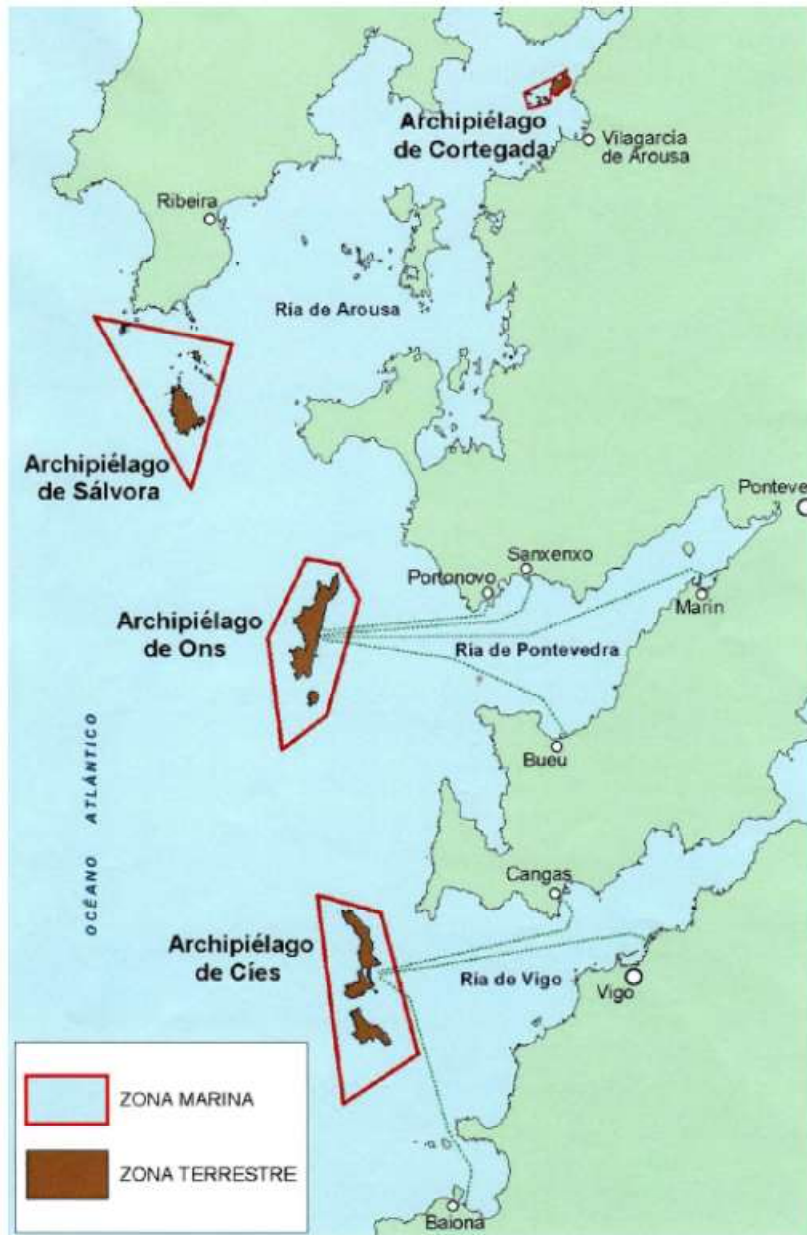 Archipiélago
de Cortegada
Vilagarcía
de Arousa
Ribeira
Ría de Arousa
Archipiélago
de Sálvora
Ponteve
Sanxenxo
Portonovo
Marin
Archipiélago
de Ons
Ría de Pontevedra
Bueu
OCÉANO ATLÁNTICO
Cangas
Archipiélago
de Cíes
Ría de Vigo
Vigo
ZONA MARINA
ZONA TERRESTRE
Baiona